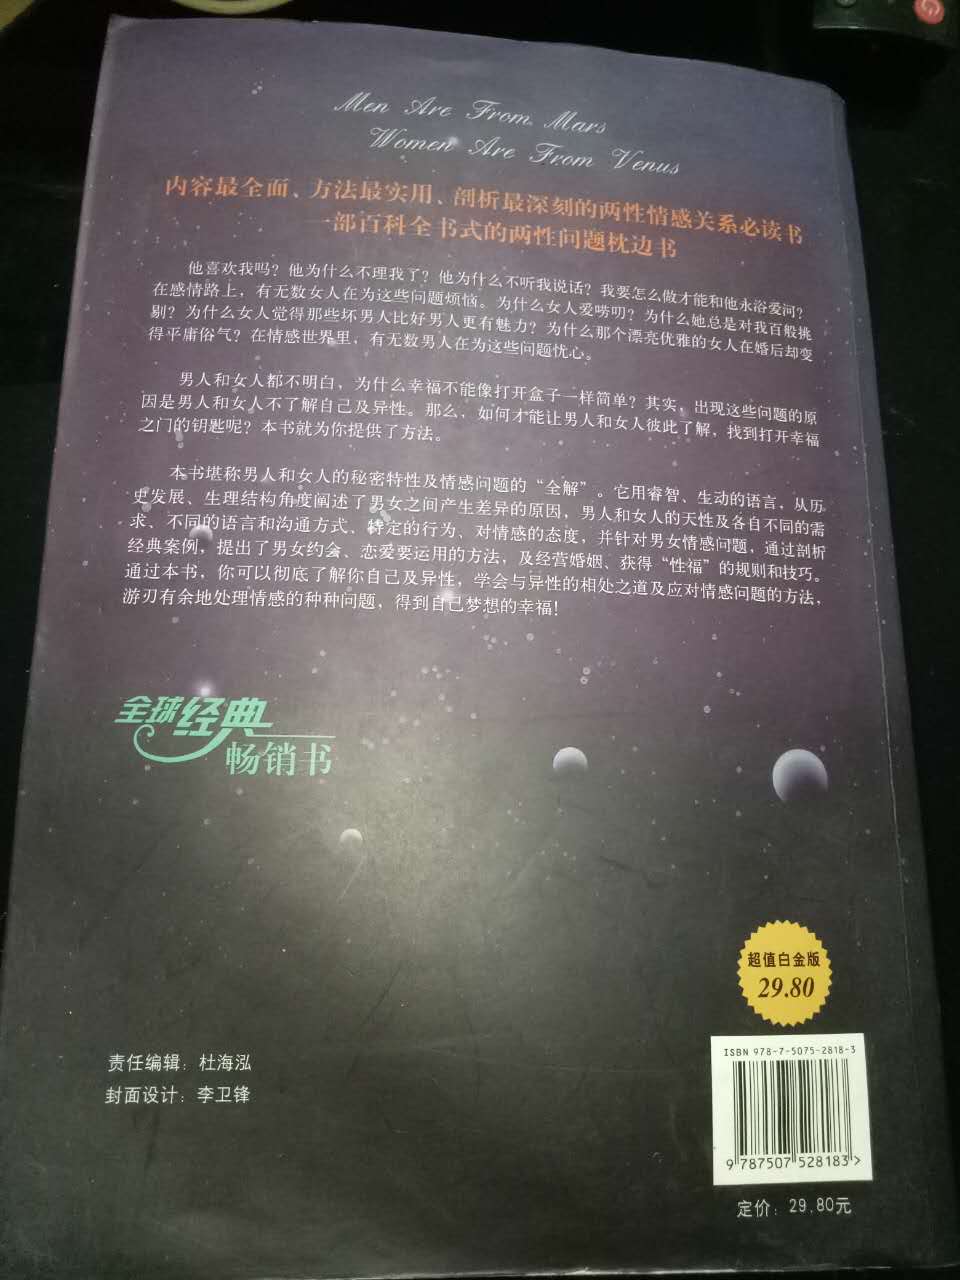 Men Are From Mars
Women Are From Venus
内容最全面、方法最实用、剖析最深刻的两性情感关系必读书
一部百科全书式的两性问题枕边书
他喜欢我吗？他为什么不理我了？他为什么不听我说话？我要怎么做才能和他永浴爱河？
在感情路上，有无数女人在为这些问题烦恼。为什么女人爱唠叨？为什么她总是对我百般挑
剔？为什么女人觉得那些坏男人比好男人更有魅力？为什么那个漂亮优雅的女人在婚后却变
得平庸俗气？在情感世界里，有无数男人在为这些问题忧心。
男人和女人都不明白，为什么幸福不能像打开盒子一样简单？其实，出现这些问题的原
因是男人和女人不了解自己及异性。那么，如何才能让男人和女人彼此了解，找到打开幸福
之门的钥匙呢？本书就为你提供了方法。
本书堪称男人和女人的秘密特性及情感问题的“全解”。它用睿智、生动的语言，从历
史发展、生理结构角度阐述了男女之间产生差异的原因，男人和女人的天性及各自不同的需
求、不同的语言和沟通方式、特定的行为、对情感的态度，并针对男女情感问题，通过剖析
经典案例，提出了男女约会、恋爱要运用的方法，及经营婚姻、获得“性福”的规则和技巧。
通过本书，你可以彻底了解你自己及异性，学会与异性的相处之道及应对情感问题的方法，
游刃有余地处理情感的种种问题，得到自己梦想的幸福！
全球经典
畅销书
超值白金版
29.80
ISBN 978-7-5075-2818-3
9 787507 528183>
责任编辑：杜海泓
封面设计：李卫锋
定价：29.80元